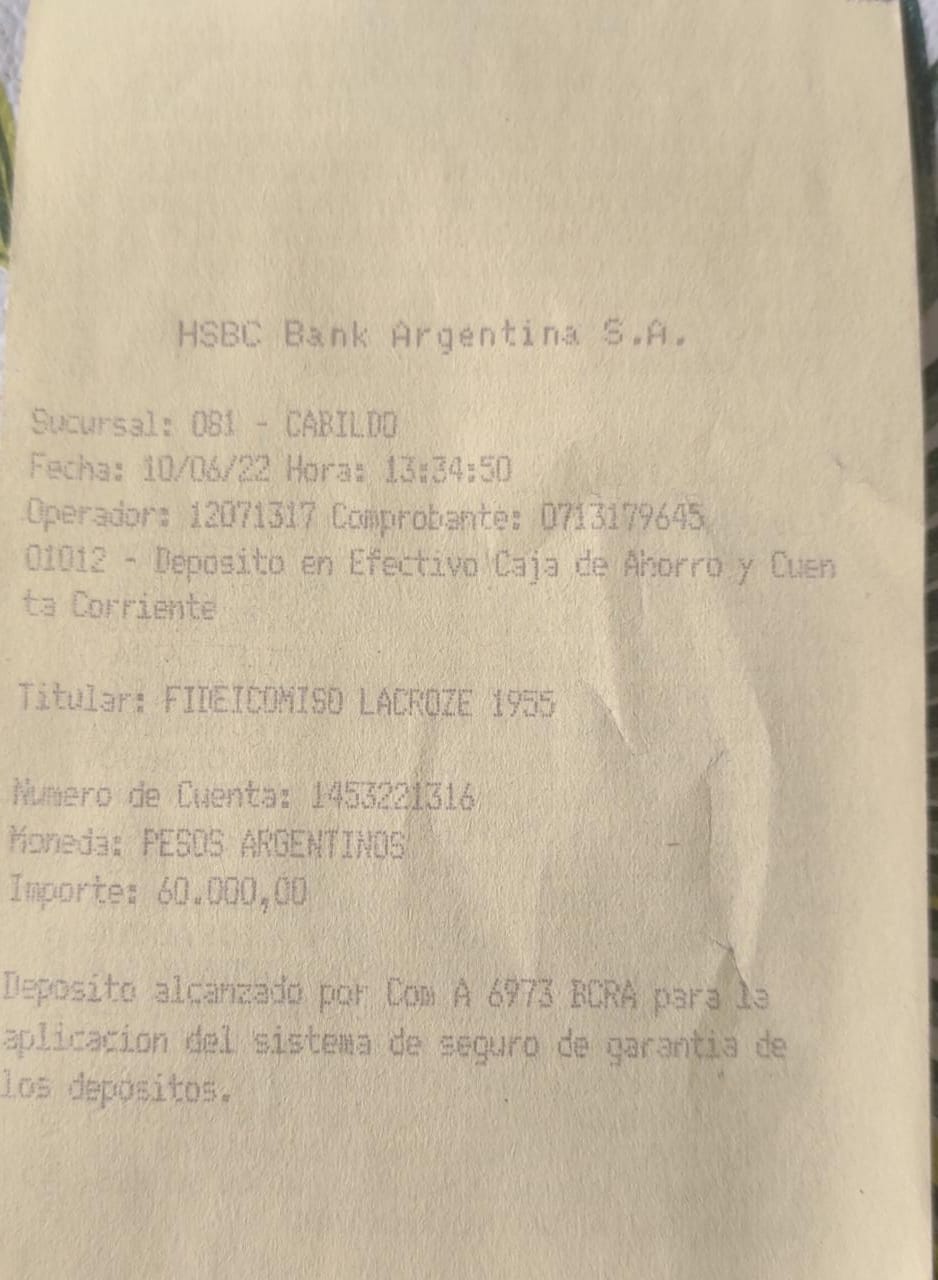 HSBC Bank Argentina S.A.
Sucursal: 081 - CABILDO
Fecha: 10/06/22 Hora: 13:34:50
Operador: 12071317 Comprobante: 0713179645
01012 - Deposito en Efectivo Caja de Ahorro y Cuen
ta Corriente
Titular: FIDEICOMISO LACROZE 1955
Numero de Cuenta: 1453221316
Moneda: PESOS ARGENTINOS
Importe: 60.000,00
Deposito alcanzado por Com A 6973 BCRA para la
aplicacion del sistema de seguro de garantia de
los depositos.